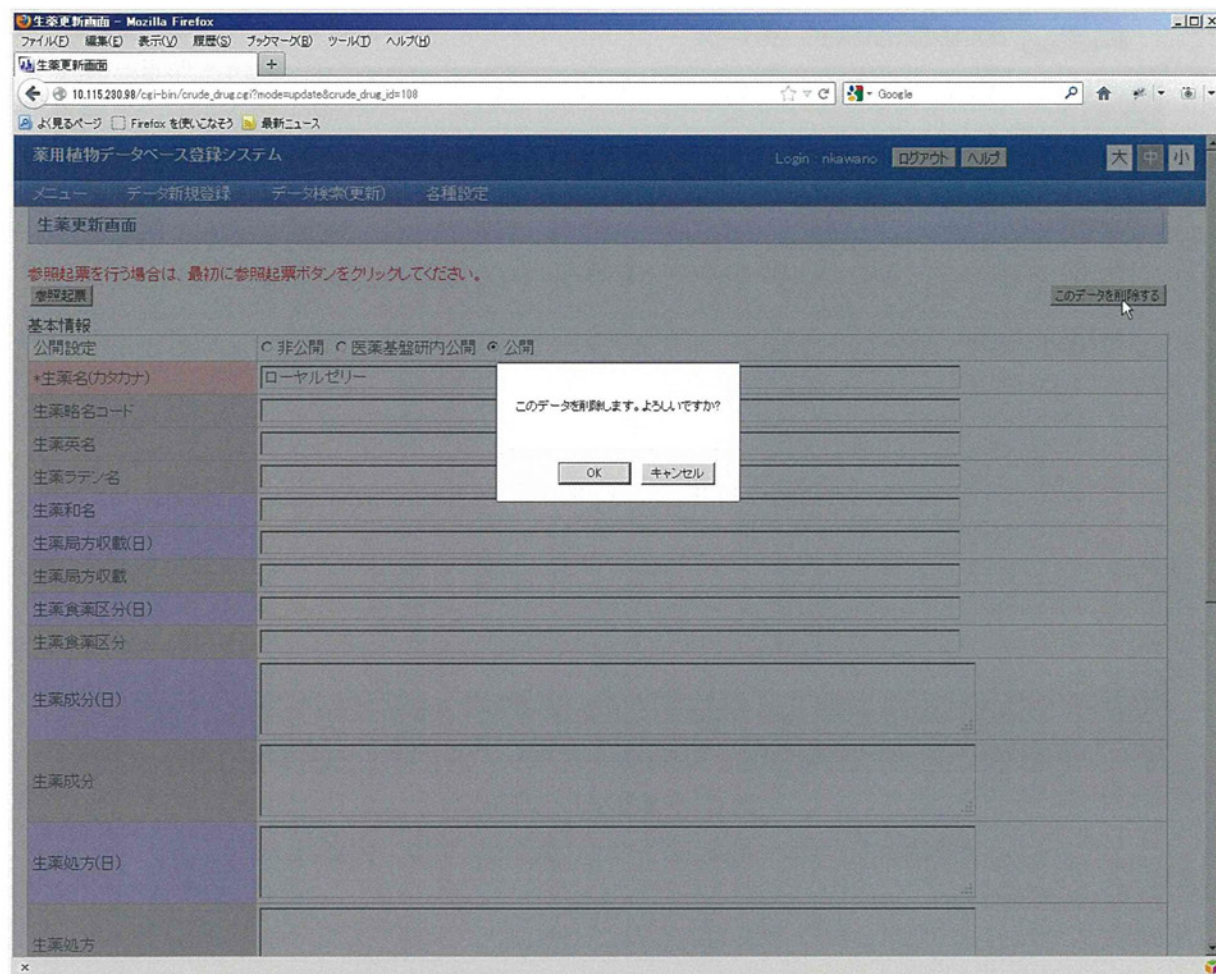 生薬更新画面 - Mozilla Firefox
ファイル(F) 編集(E) 表示(V) 履歴(S) ブックマーク(B) ツール(T) ヘルプ(H)
生薬更新画面 +
10.115.230.98/cgi-bin/crude_drug.cgi?mode=update&crude_drug_id=108 Google
よく見るページ Firefox を使いこなそう 最新ニュース
薬用植物データベース登録システム Login : nkawano ログアウト ヘルプ 大 中 小
メニュー データ新規登録 データ検索(更新) 各種設定
生薬更新画面
参照起票を行う場合は、最初に参照起票ボタンをクリックしてください。
参照起票 このデータを削除する
基本情報
公開設定 非公開 医薬基盤研内公開 公開
*生薬名(カタカナ) ローヤルゼリー
このデータを削除します。よろしいですか?
OK キャンセル
生薬略名コード
生薬英名
生薬ラテン名
生薬和名
生薬局方収載(日)
生薬局方収載
生薬食薬区分(日)
生薬食薬区分
生薬成分(日)
生薬成分
生薬処方(日)
生薬処方